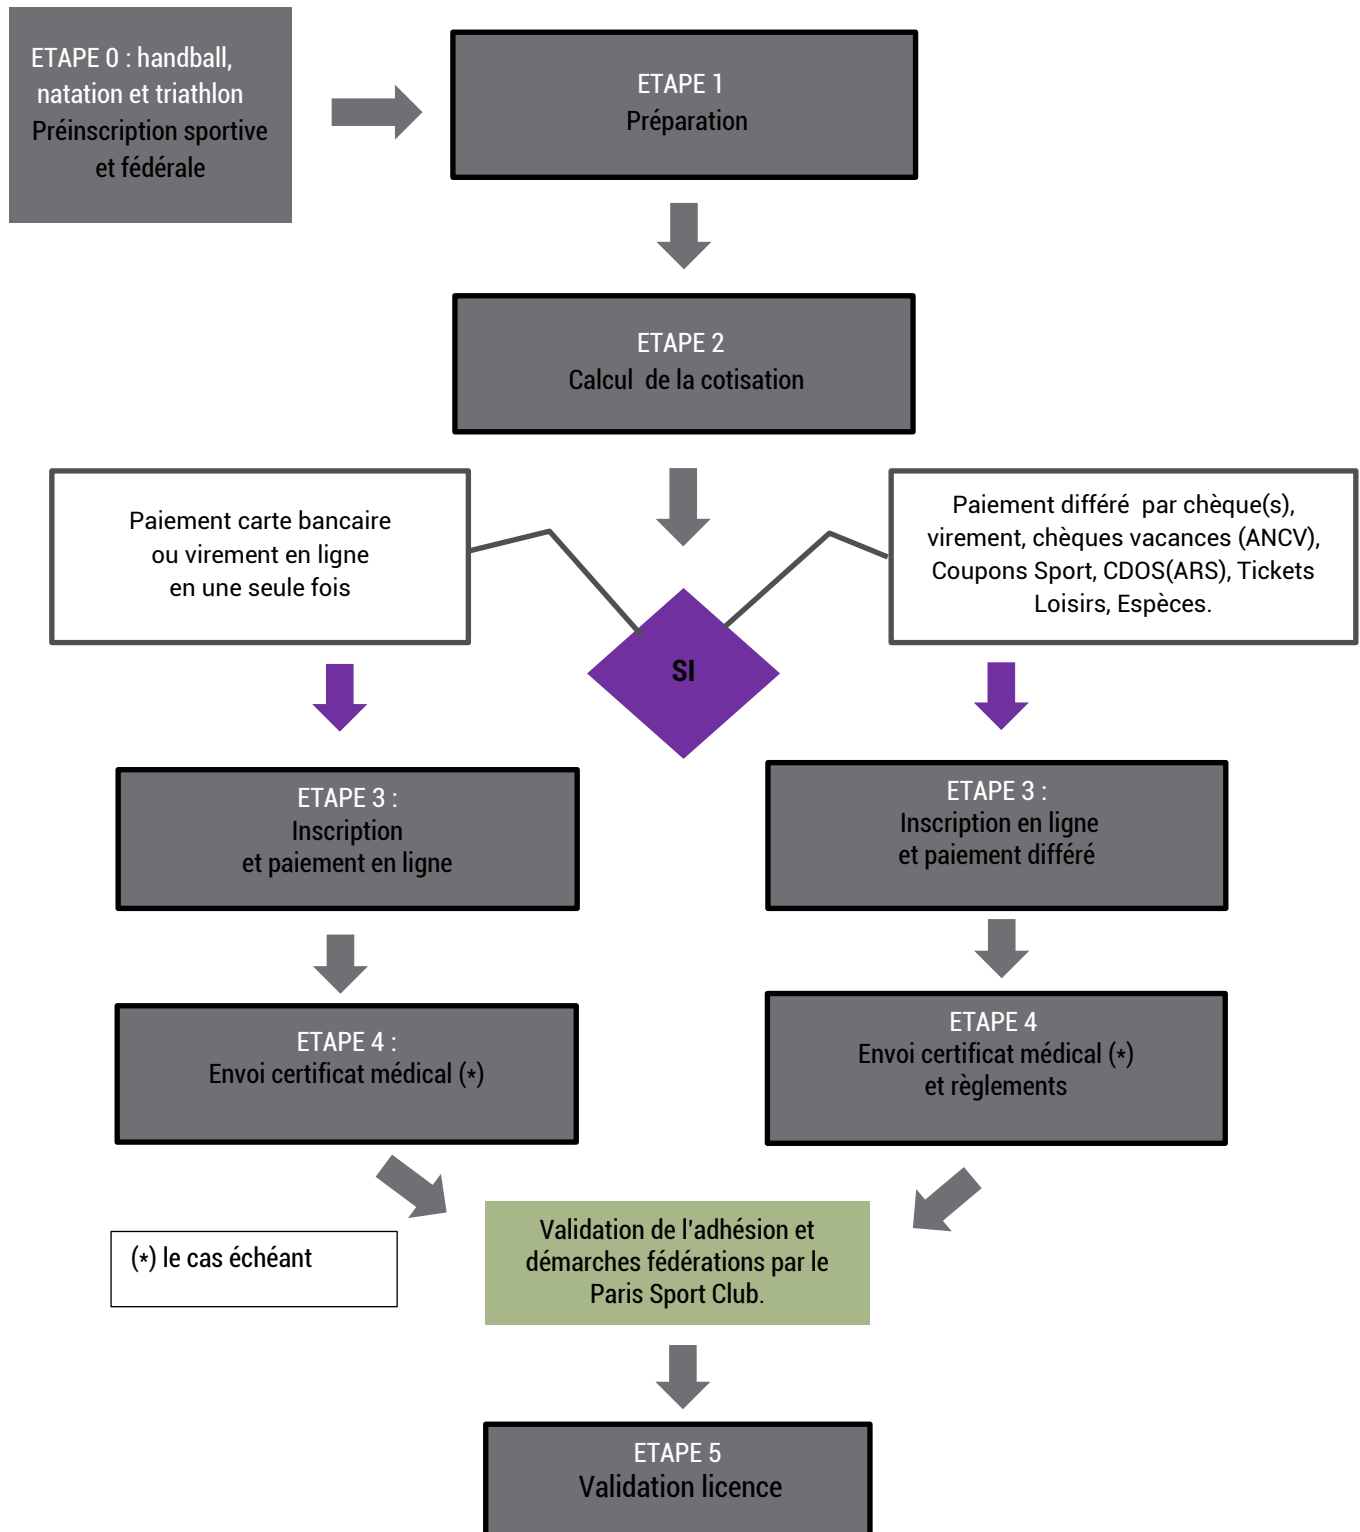 ETAPE 0 : handball,
natation et triathlon
Préinscription sportive
et fédérale
ETAPE 1
Préparation
ETAPE 2
Calcul de la cotisation
Paiement carte bancaire
ou virement en ligne
en une seule fois
Paiement différé par chèque(s),
virement, chèques vacances (ANCV),
Coupons Sport, CDOS(ARS), Tickets
Loisirs, Espèces.
SI
ETAPE 3 :
Inscription
et paiement en ligne
ETAPE 3 :
Inscription en ligne
et paiement différé
ETAPE 4 :
Envoi certificat médical (*)
ETAPE 4
Envoi certificat médical (*)
et règlements
(*) le cas échéant
Validation de l'adhésion et
démarches fédérations par le
Paris Sport Club.
ETAPE 5
Validation licence